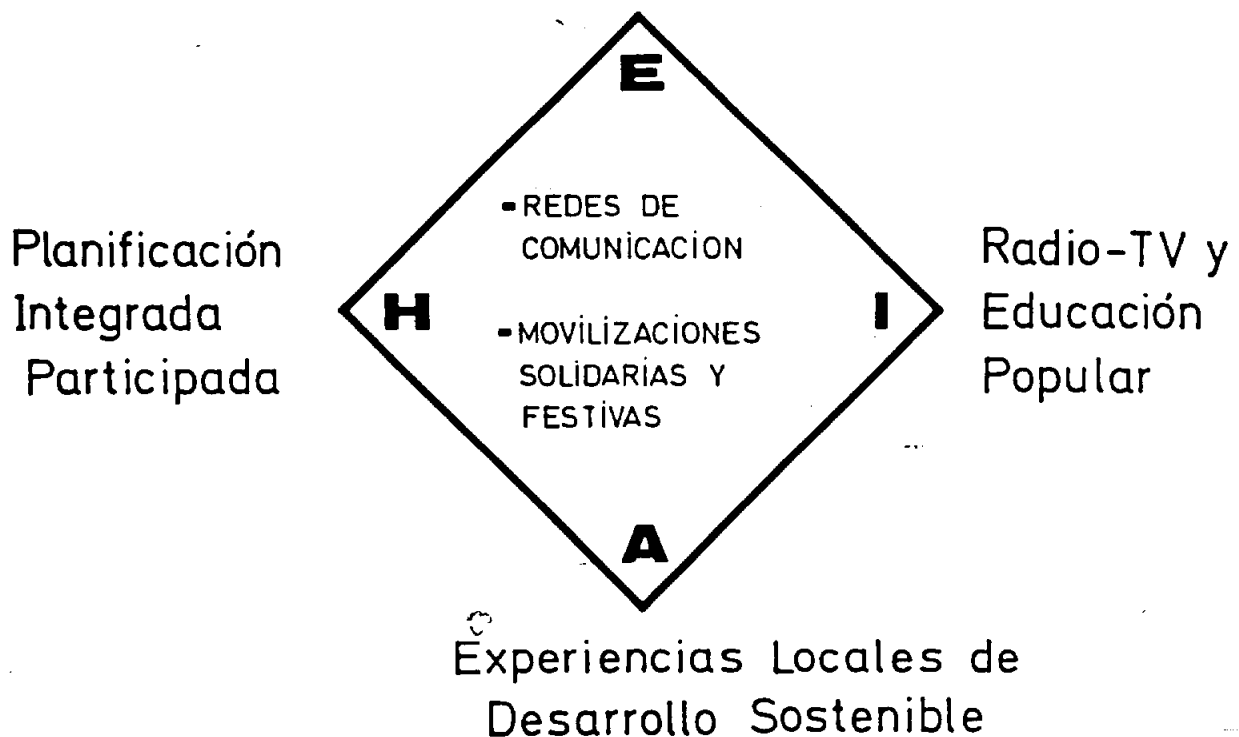 E
- REDES DE
COMUNICACION
Planificación
Integrada
Participada
H
- MOVILIZACIONES
SOLIDARIAS Y
FESTIVAS
I
Radio-TV y
Educación
Popular
A
Experiencias Locales de
Desarrollo Sostenible